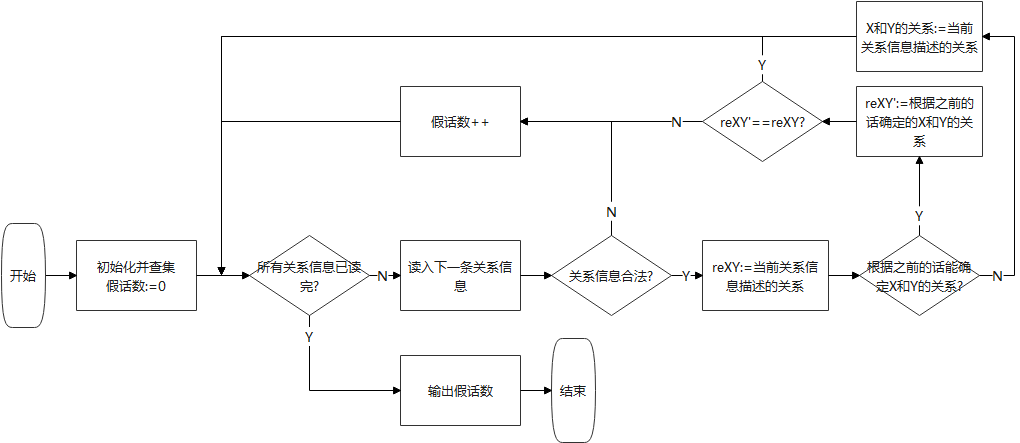 X和Y的关系:=当前
关系信息描述的关系
Y
reXY':=根据之前的
话确定的X和Y的关
系
假话数++
N
reXY'==reXY?
N
Y
开始
初始化并查集
假话数:=0
所有关系信息已读
完?
N
读入下一条关系信
息
关系信息合法?
Y
reXY:=当前关系信
息描述的关系
根据之前的话能确
定X和Y的关系?
N
Y
输出假话数
结束